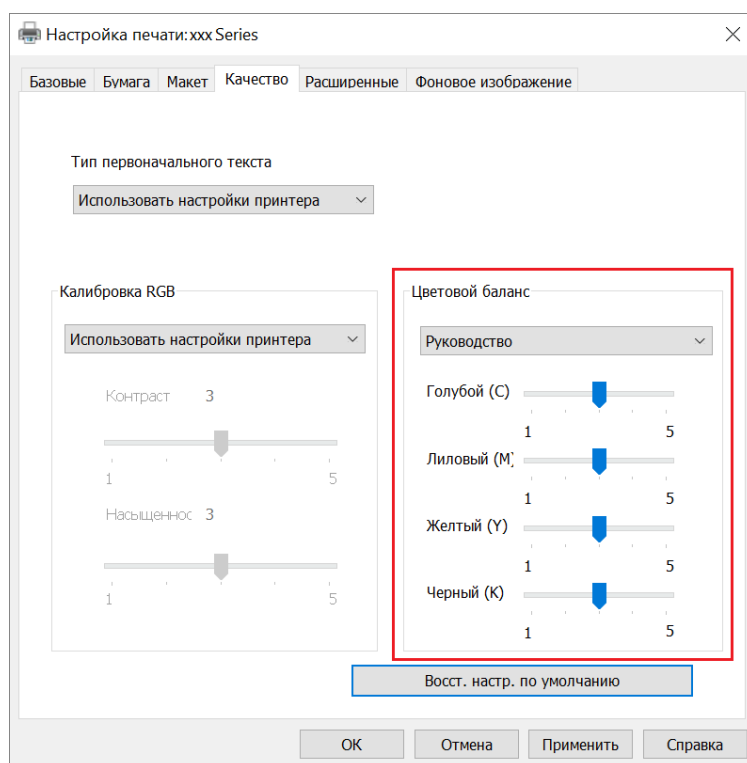 Настройка печати: xxx Series
Базовые Бумага Макет Качество Расширенные Фоновое изображение
Тип первоначального текста
Использовать настройки принтера
Калибровка RGB
Использовать настройки принтера
Контраст 3
1 5
Насыщеннос 3
1 5
Цветовой баланс
Руководство
Голубой (C)
1 5
Лиловый (M)
1 5
Желтый (Y)
1 5
Черный (K)
1 5
Восст. настр. по умолчанию
ОК Отмена Применить Справка